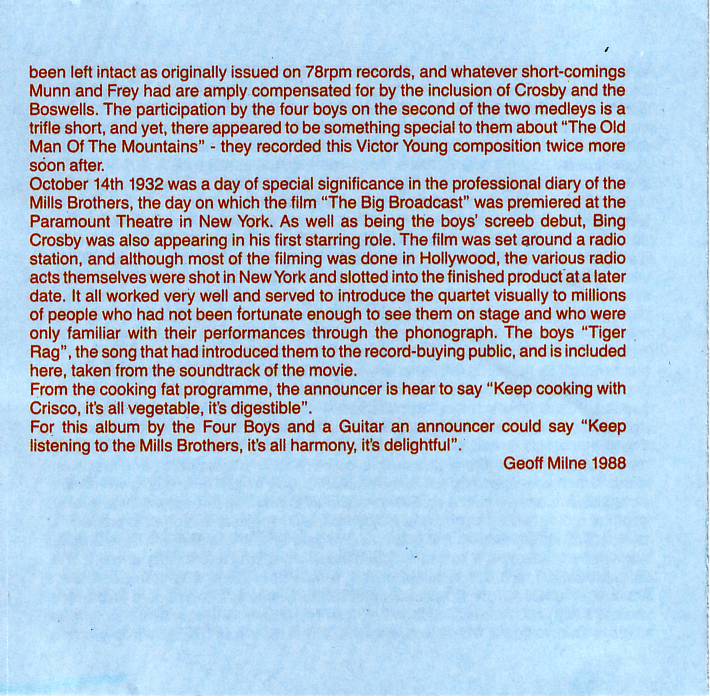 been left intact as originally issued on 78rpm records, and whatever short-comings
Munn and Frey had are amply compensated for by the inclusion of Crosby and the
Boswells. The participation by the four boys on the second of the two medleys is a
trifle short, and yet, there appeared to be something special to them about “The Old
Man Of The Mountains” - they recorded this Victor Young composition twice more
soon after.
October 14th 1932 was a day of special significance in the professional diary of the
Mills Brothers, the day on which the film “The Big Broadcast” was premiered at the
Paramount Theatre in New York. As well as being the boys’ screeb debut, Bing
Crosby was also appearing in his first starring role. The film was set around a radio
station, and although most of the filming was done in Hollywood, the various radio
acts themselves were shot in New York and slotted into the finished product at a later
date. It all worked very well and served to introduce the quartet visually to millions
of people who had not been fortunate enough to see them on stage and who were
only familiar with their performances through the phonograph. The boys “Tiger
Rag”, the song that had introduced them to the record-buying public, and is included
here, taken from the soundtrack of the movie.
From the cooking fat programme, the announcer is hear to say “Keep cooking with
Crisco, it’s all vegetable, it’s digestible”.
For this album by the Four Boys and a Guitar an announcer could say “Keep
listening to the Mills Brothers, it’s all harmony, it’s delightful”.
Geoff Milne 1988